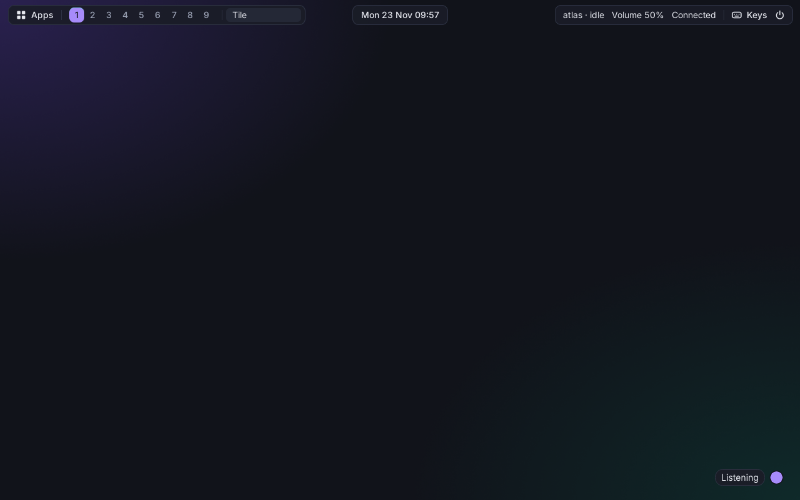 Apps 1 2 3 4 5 6 7 8 9 Tile
Mon 23 Nov 09:57
atlas · idle Volume 50% Connected Keys
Listening